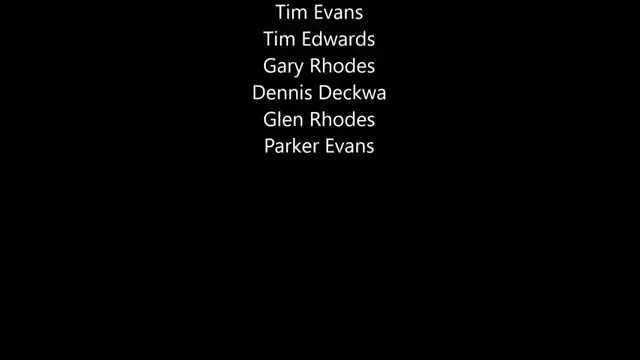 Tim Evans
Tim Edwards
Gary Rhodes
Dennis Deckwa
Glen Rhodes
Parker Evans